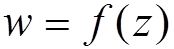 w = f(z)